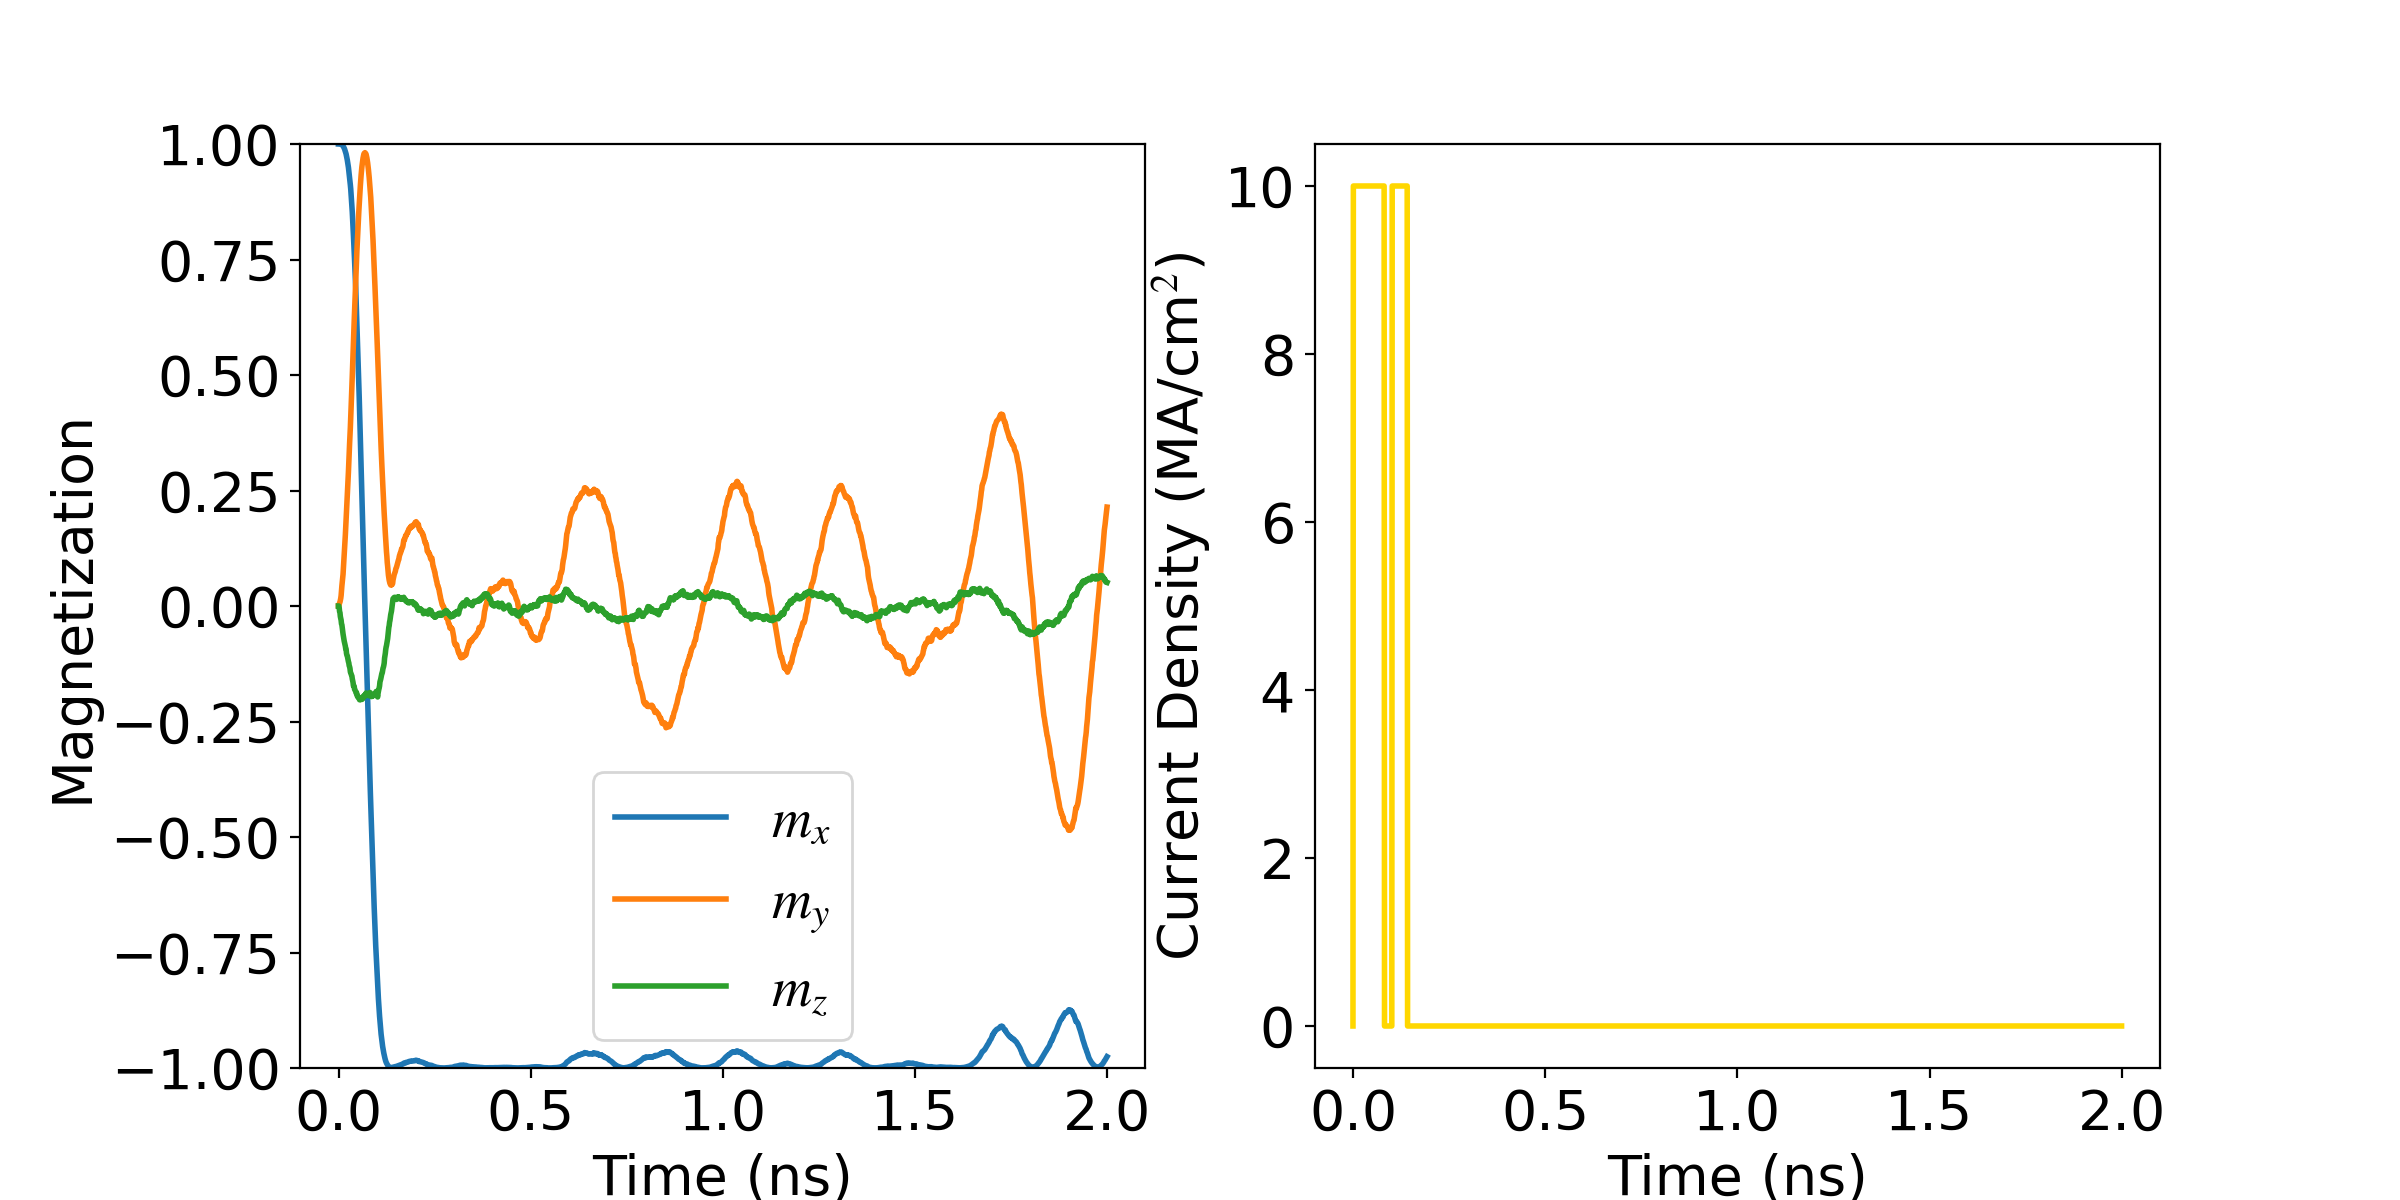 Magnetization
1.00
0.75
0.50
0.25
0.00
−0.25
−0.50
−0.75
−1.00
0.0 0.5 1.0 1.5 2.0
Time (ns)
m_x
m_y
m_z
Current Density (MA/cm²)
10
8
6
4
2
0
0.0 0.5 1.0 1.5 2.0
Time (ns)